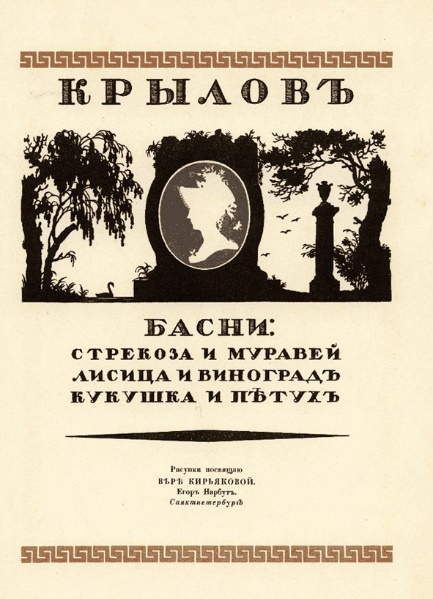 КРЫЛОВЪ
БАСНИ:
СТРЕКОЗА И МУРАВЕЙ
ЛИСИЦА И ВИНОГРАДЪ
КУКУШКА И ПѢТУХЪ
Рисунки посвящаю
ВѢРѢ КИРЬЯКОВОЙ.
Егоръ Нарбутъ.
Санктпетербургъ